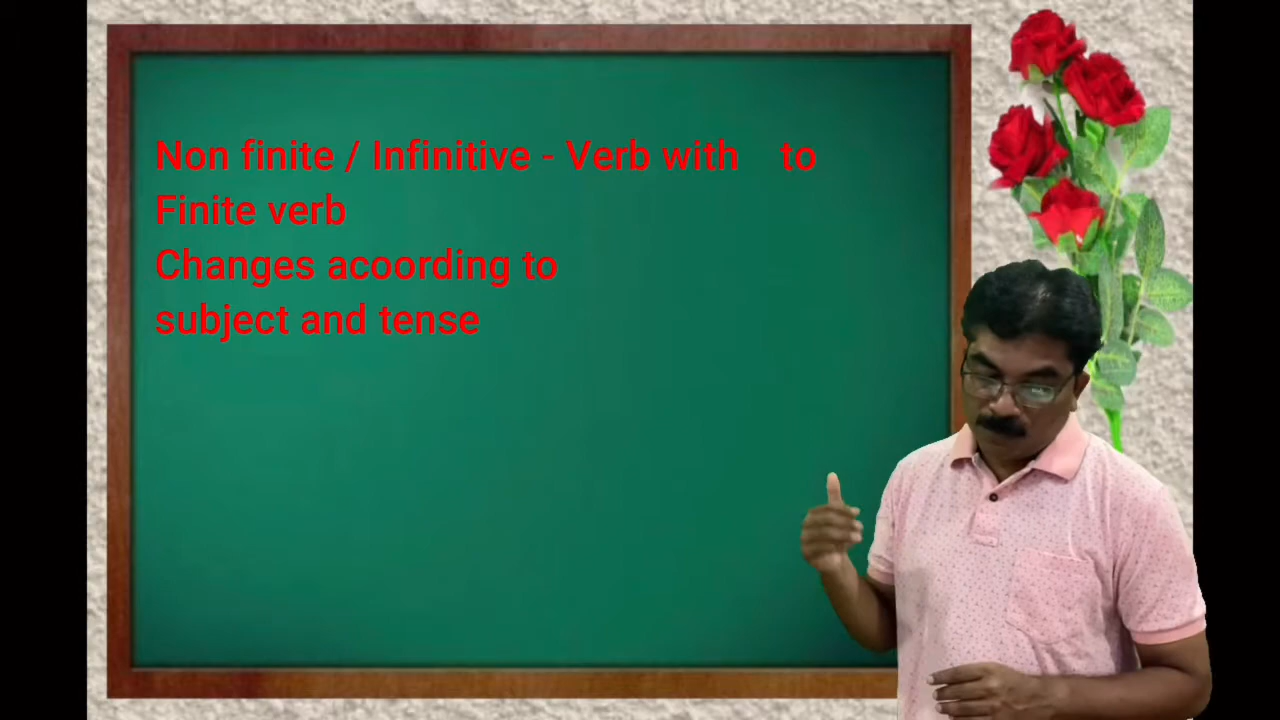 Non finite / Infinitive - Verb with to
Finite verb
Changes acoording to
subject and tense